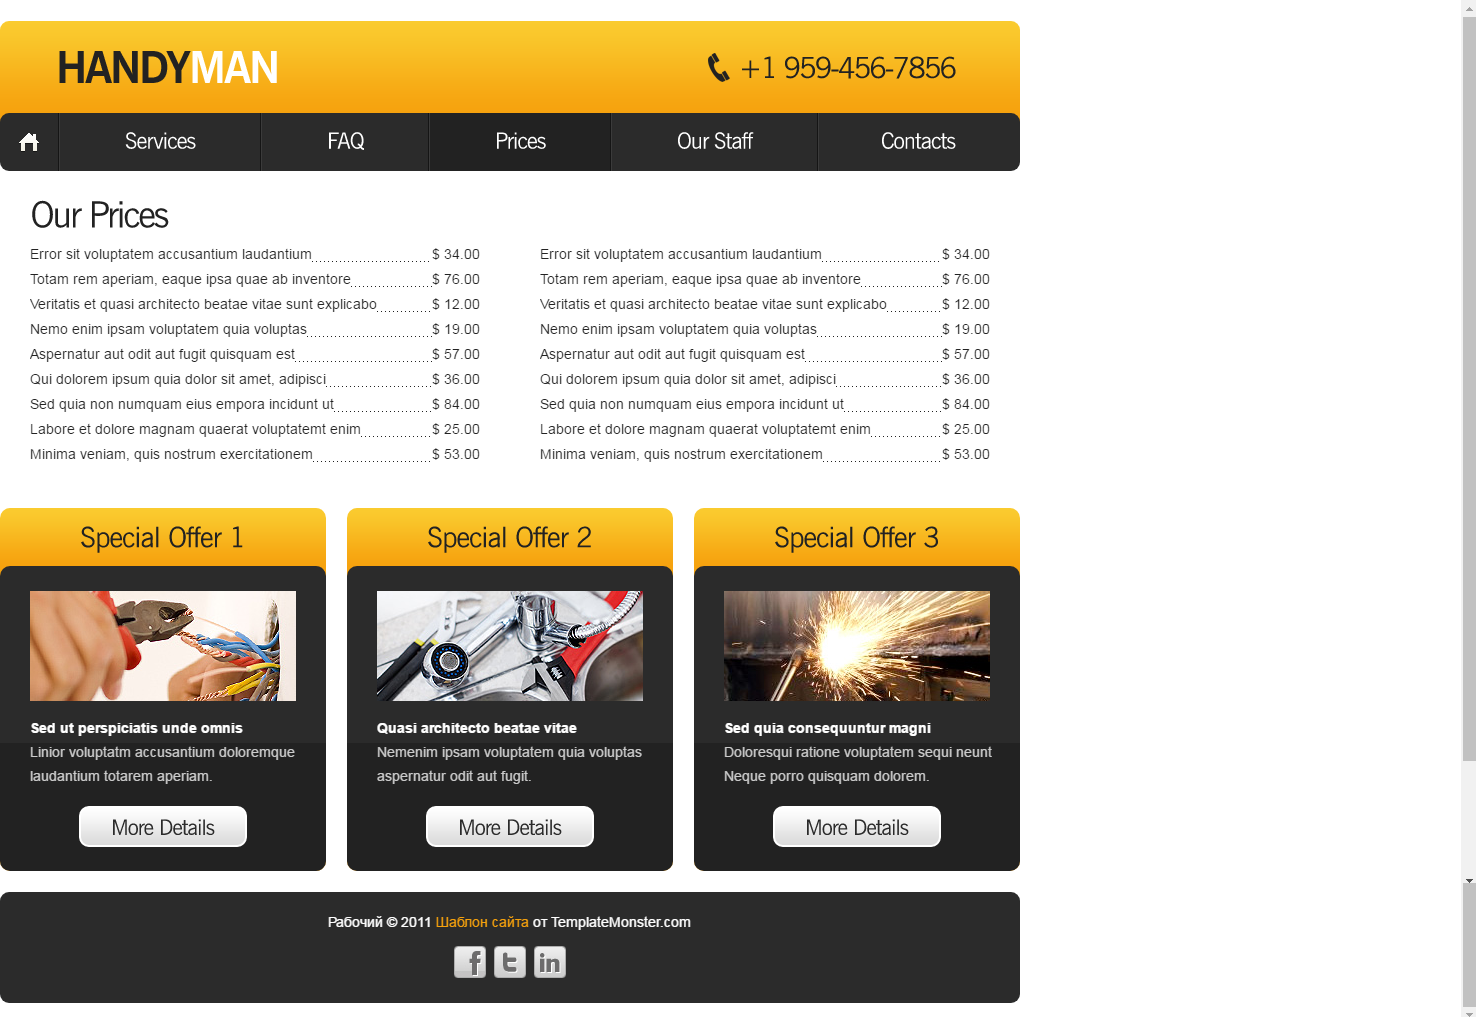 HANDYMAN
+1 959-456-7856
Services FAQ Prices Our Staff Contacts
Our Prices
Error sit voluptatem accusantium laudantium $ 34.00
Totam rem aperiam, eaque ipsa quae ab inventore $ 76.00
Veritatis et quasi architecto beatae vitae sunt explicabo $ 12.00
Nemo enim ipsam voluptatem quia voluptas $ 19.00
Aspernatur aut odit aut fugit quisquam est $ 57.00
Qui dolorem ipsum quia dolor sit amet, adipisci $ 36.00
Sed quia non numquam eius empora incidunt ut $ 84.00
Labore et dolore magnam quaerat voluptatemt enim $ 25.00
Minima veniam, quis nostrum exercitationem $ 53.00
Error sit voluptatem accusantium laudantium $ 34.00
Totam rem aperiam, eaque ipsa quae ab inventore $ 76.00
Veritatis et quasi architecto beatae vitae sunt explicabo $ 12.00
Nemo enim ipsam voluptatem quia voluptas $ 19.00
Aspernatur aut odit aut fugit quisquam est $ 57.00
Qui dolorem ipsum quia dolor sit amet, adipisci $ 36.00
Sed quia non numquam eius empora incidunt ut $ 84.00
Labore et dolore magnam quaerat voluptatemt enim $ 25.00
Minima veniam, quis nostrum exercitationem $ 53.00
Special Offer 1
Sed ut perspiciatis unde omnis
Linior voluptatm accusantium doloremque
laudantium totarem aperiam.
More Details
Special Offer 2
Quasi architecto beatae vitae
Nemenim ipsam voluptatem quia voluptas
aspernatur odit aut fugit.
More Details
Special Offer 3
Sed quia consequuntur magni
Doloresqui ratione voluptatem sequi neunt
Neque porro quisquam dolorem.
More Details
Рабочий © 2011 Шаблон сайта от TemplateMonster.com
f t in